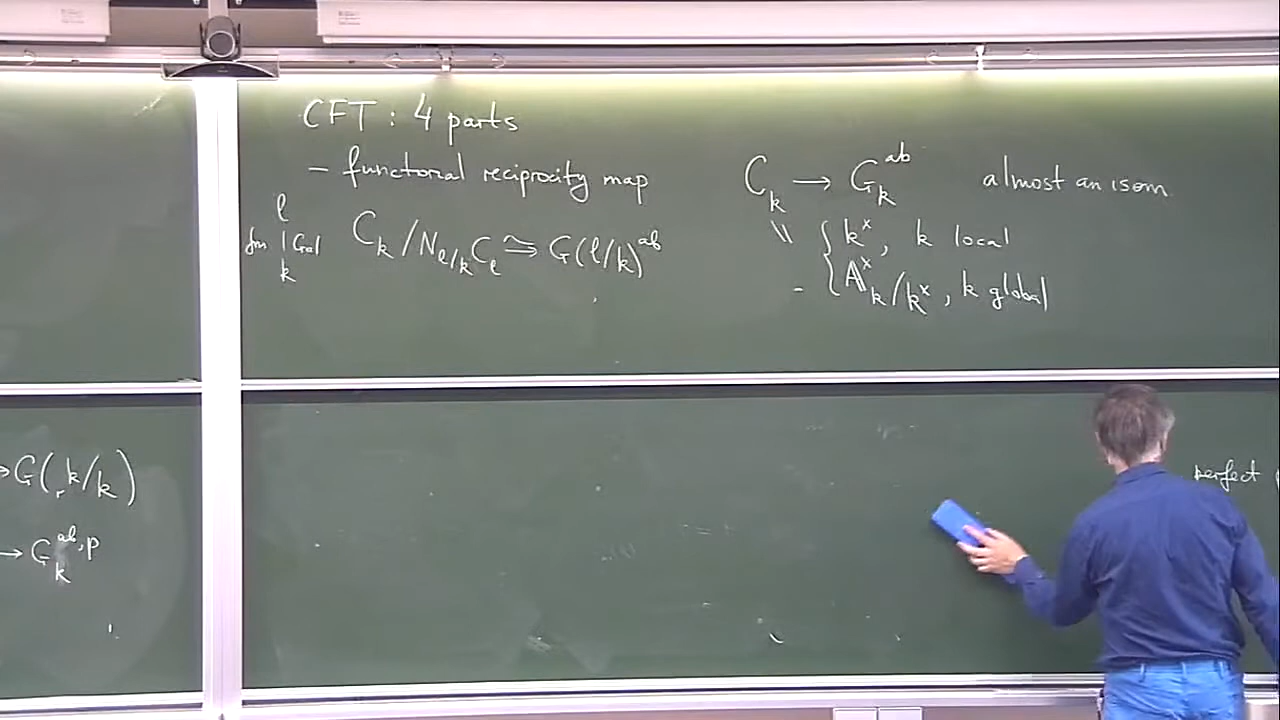 CFT : 4 parts
– functorial reciprocity map C_k → G_k^{ab} almost an isom
for ℓ | Gal k C_k / N_{ℓ/k} C_ℓ ≅ G(ℓ/k)^{ab}
k^×, k local
– 𝔸_k^× / k^×, k global
→ G(k/k)
→ G_k^{ab,p}
perfect